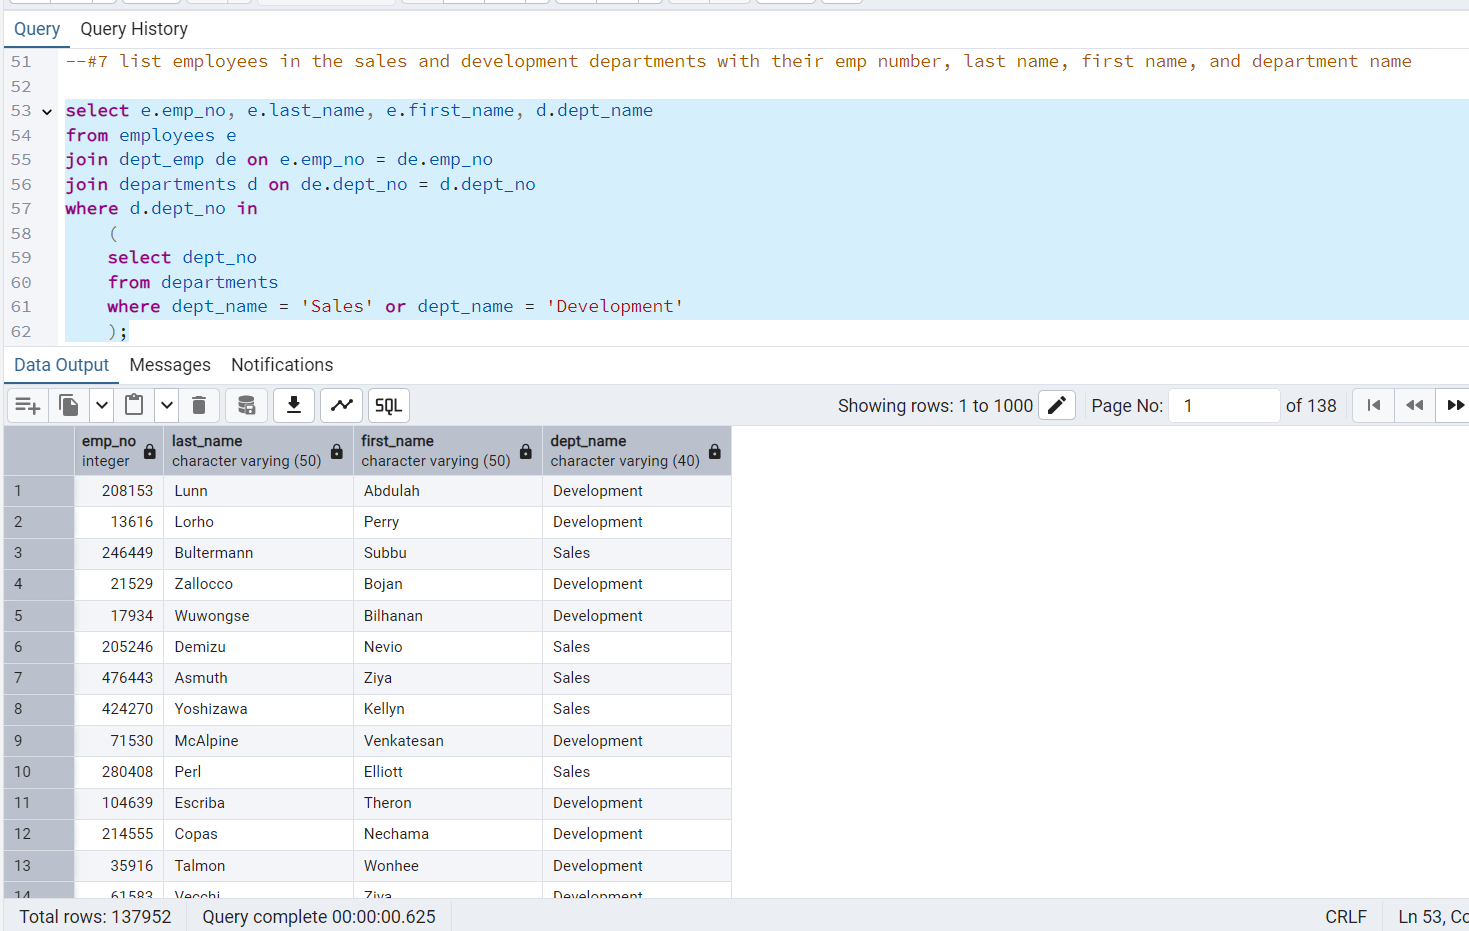 Query Query History
51 --#7 list employees in the sales and development departments with their emp number, last name, first name, and department name
52
53 select e.emp_no, e.last_name, e.first_name, d.dept_name
54 from employees e
55 join dept_emp de on e.emp_no = de.emp_no
56 join departments d on de.dept_no = d.dept_no
57 where d.dept_no in
58 (
59 select dept_no
60 from departments
61 where dept_name = 'Sales' or dept_name = 'Development'
62 );
Data Output Messages Notifications
SQL Showing rows: 1 to 1000 Page No: 1 of 138
emp_no last_name first_name dept_name
integer character varying (50) character varying (50) character varying (40)
1 208153 Lunn Abdulah Development
2 13616 Lorho Perry Development
3 246449 Bultermann Subbu Sales
4 21529 Zallocco Bojan Development
5 17934 Wuwongse Bilhanan Development
6 205246 Demizu Nevio Sales
7 476443 Asmuth Ziya Sales
8 424270 Yoshizawa Kellyn Sales
9 71530 McAlpine Venkatesan Development
10 280408 Perl Elliott Sales
11 104639 Escriba Theron Development
12 214555 Copas Nechama Development
13 35916 Talmon Wonhee Development
14 61583 Vecchi Ziya Development
Total rows: 137952 Query complete 00:00:00.625 CRLF Ln 53, Co